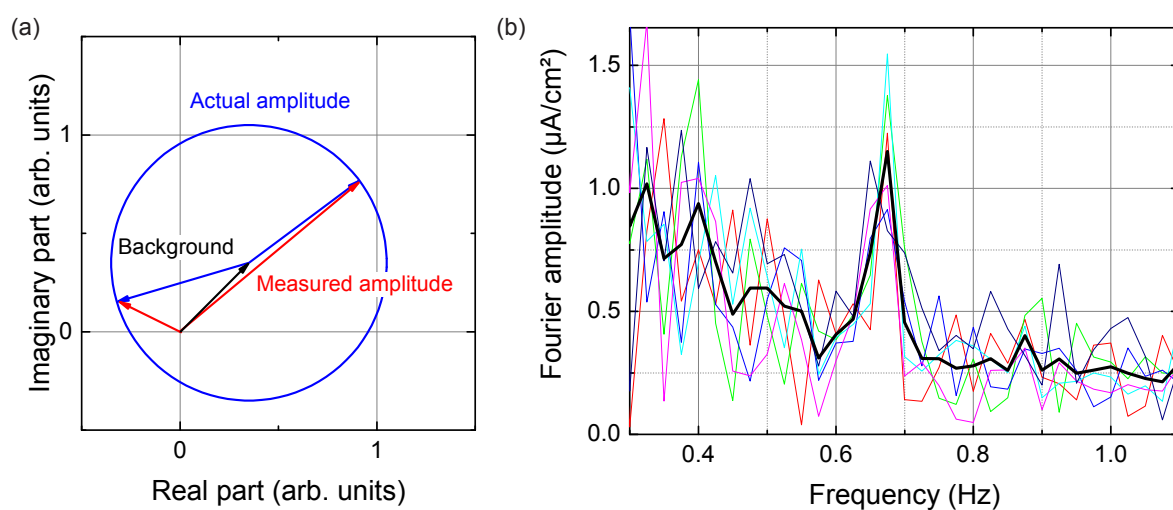 (a)
Imaginary part (arb. units)
1
0
Actual amplitude
Background
Measured amplitude
0
1
Real part (arb. units)
(b)
Fourier amplitude (µA/cm²)
1.5
1.0
0.5
0.0
0.4
0.6
0.8
1.0
Frequency (Hz)